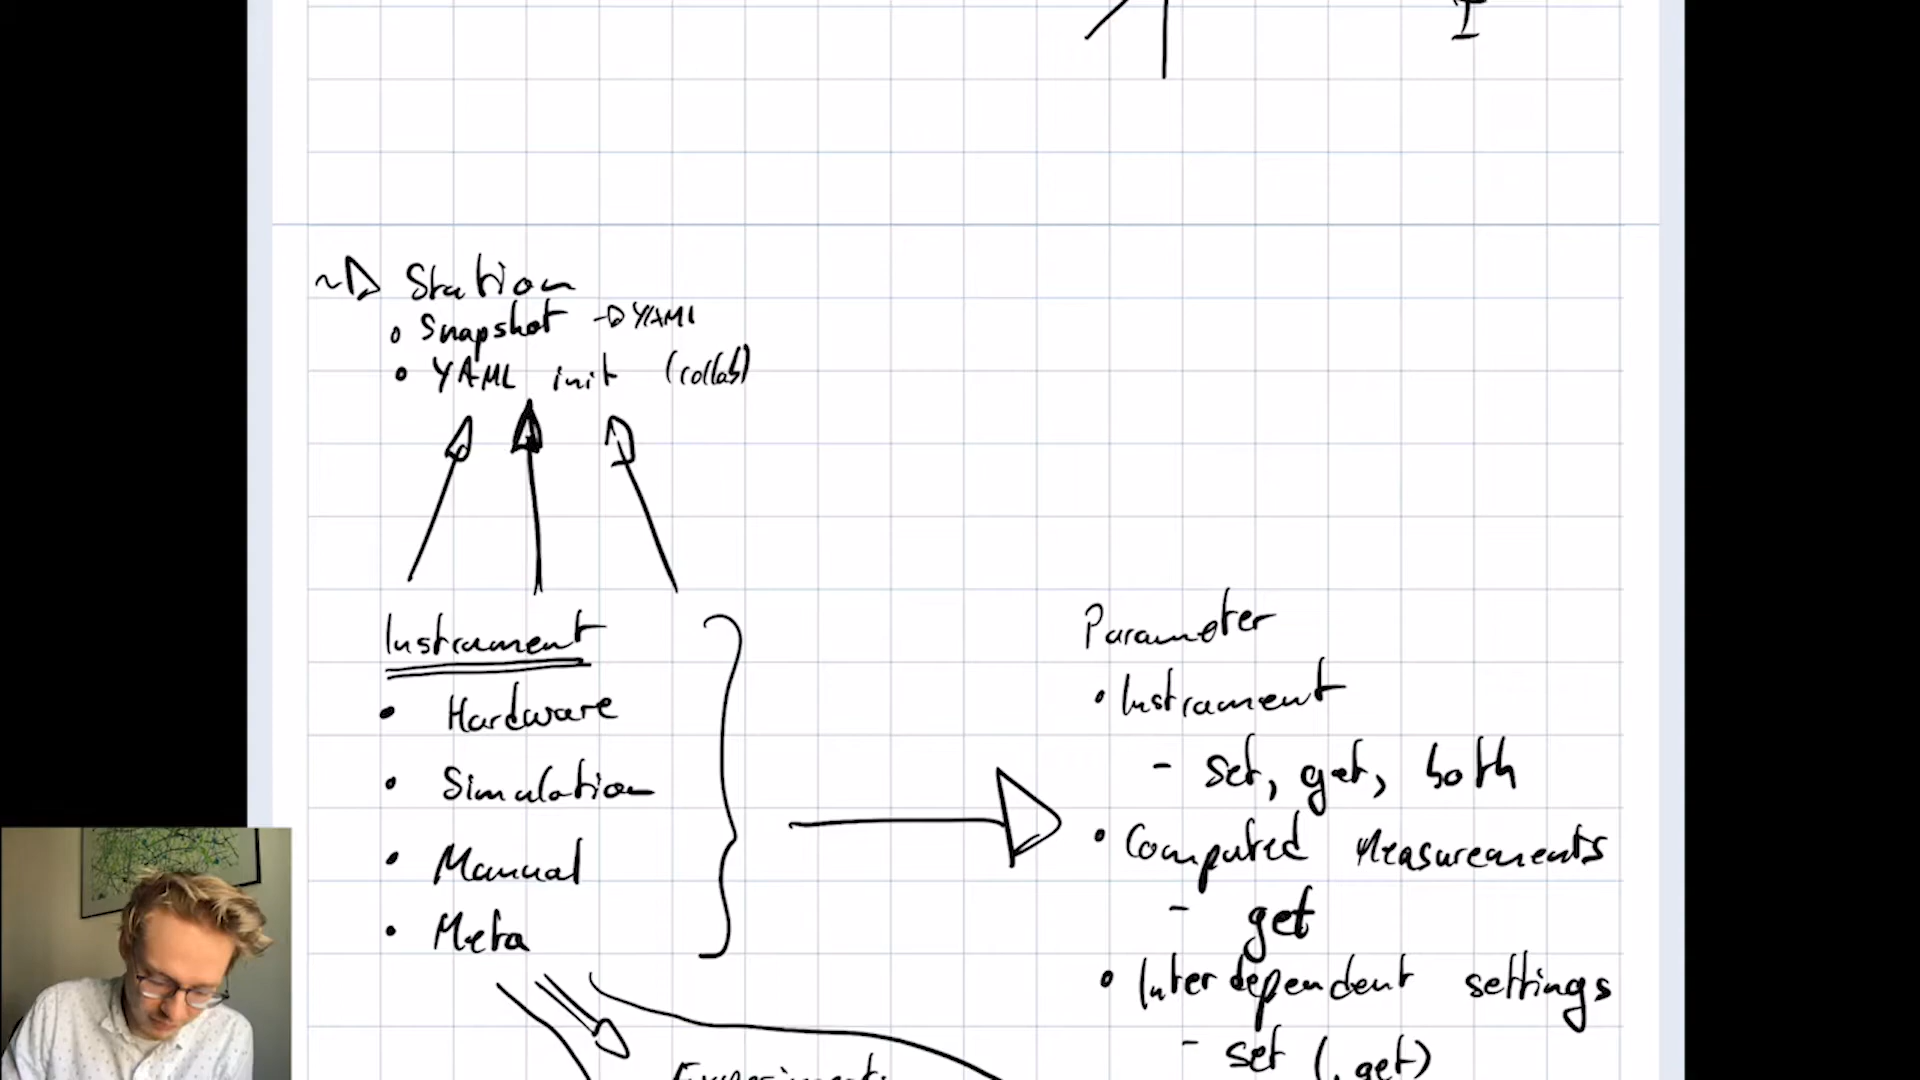 I
~▷ Station
• Snapshot -▷ YAML
• YAML init (collab)
Instrument
• Hardware
• Simulation
• Manual
• Meta
Parameter
• Instrument
- set, get, both
• Computed Measurements
- get
• Interdependent settings
- set (, get)